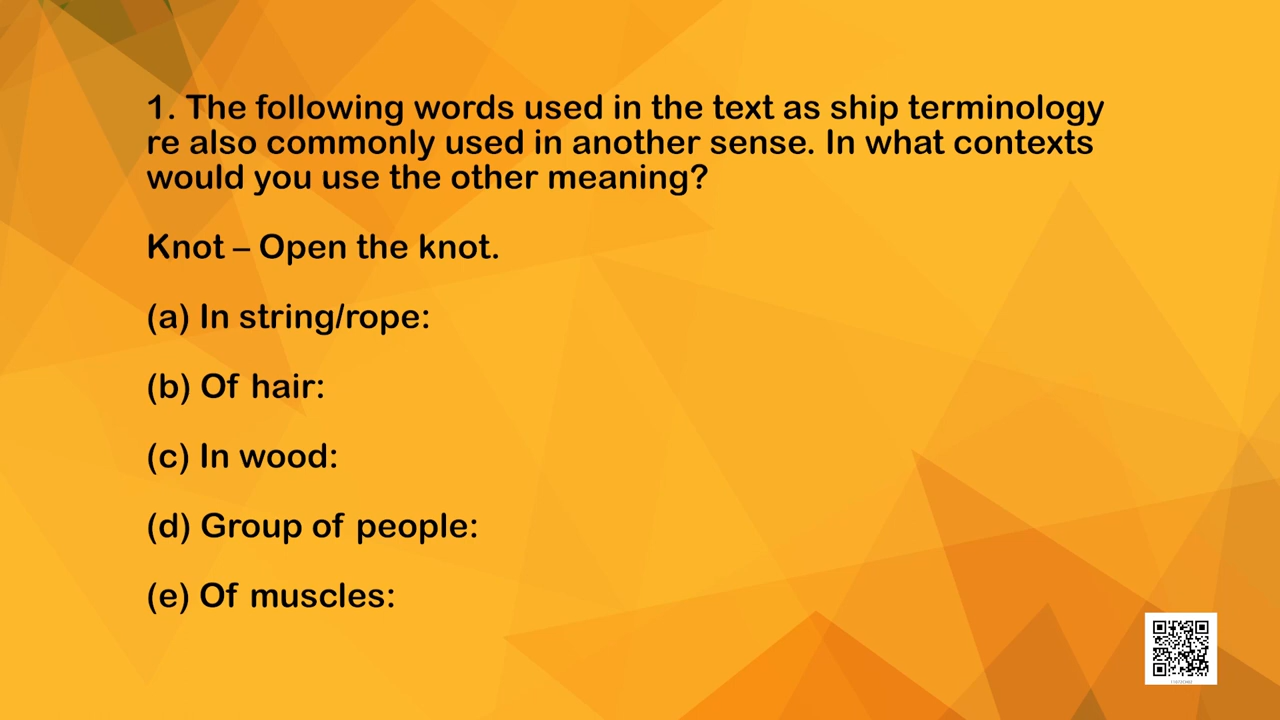 1. The following words used in the text as ship terminology
re also commonly used in another sense. In what contexts
would you use the other meaning?
Knot – Open the knot.
(a) In string/rope:
(b) Of hair:
(c) In wood:
(d) Group of people:
(e) Of muscles: